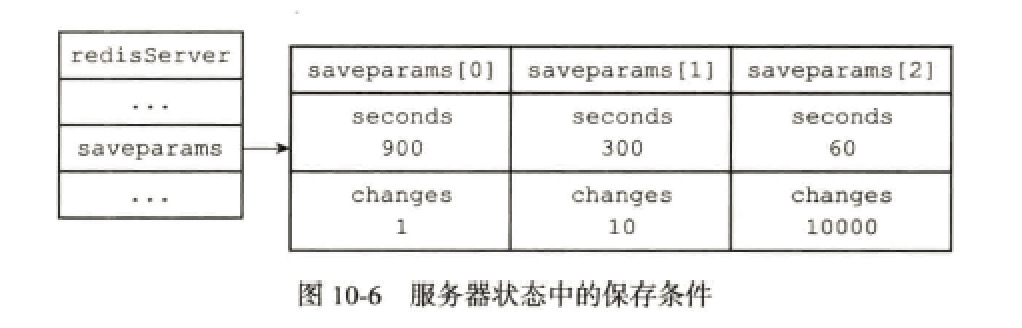 redisServer
...
saveparams
...
saveparams[0] saveparams[1] saveparams[2]
seconds seconds seconds
900 300 60
changes changes changes
1 10 10000
图 10-6 服务器状态中的保存条件